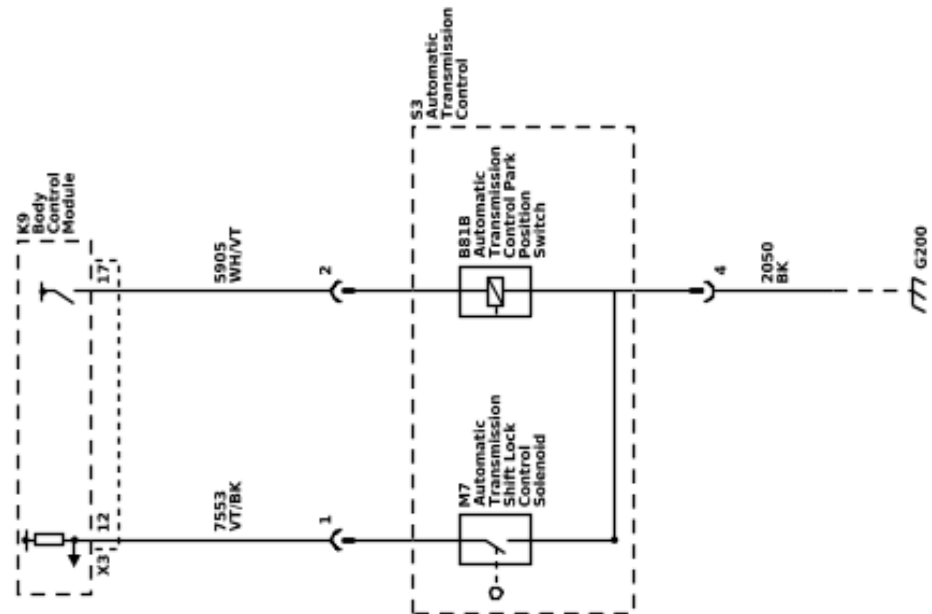 S3
Automatic
Transmission
Control
K9
Body
Control
Module
B81B
Automatic
Transmission
Control Park
Position
Switch
17
5905
WH/VT
2
4
2050
BK
G200
M7
Automatic
Transmission
Shift Lock
Control
Solenoid
X3
12
7553
VT/BK
1